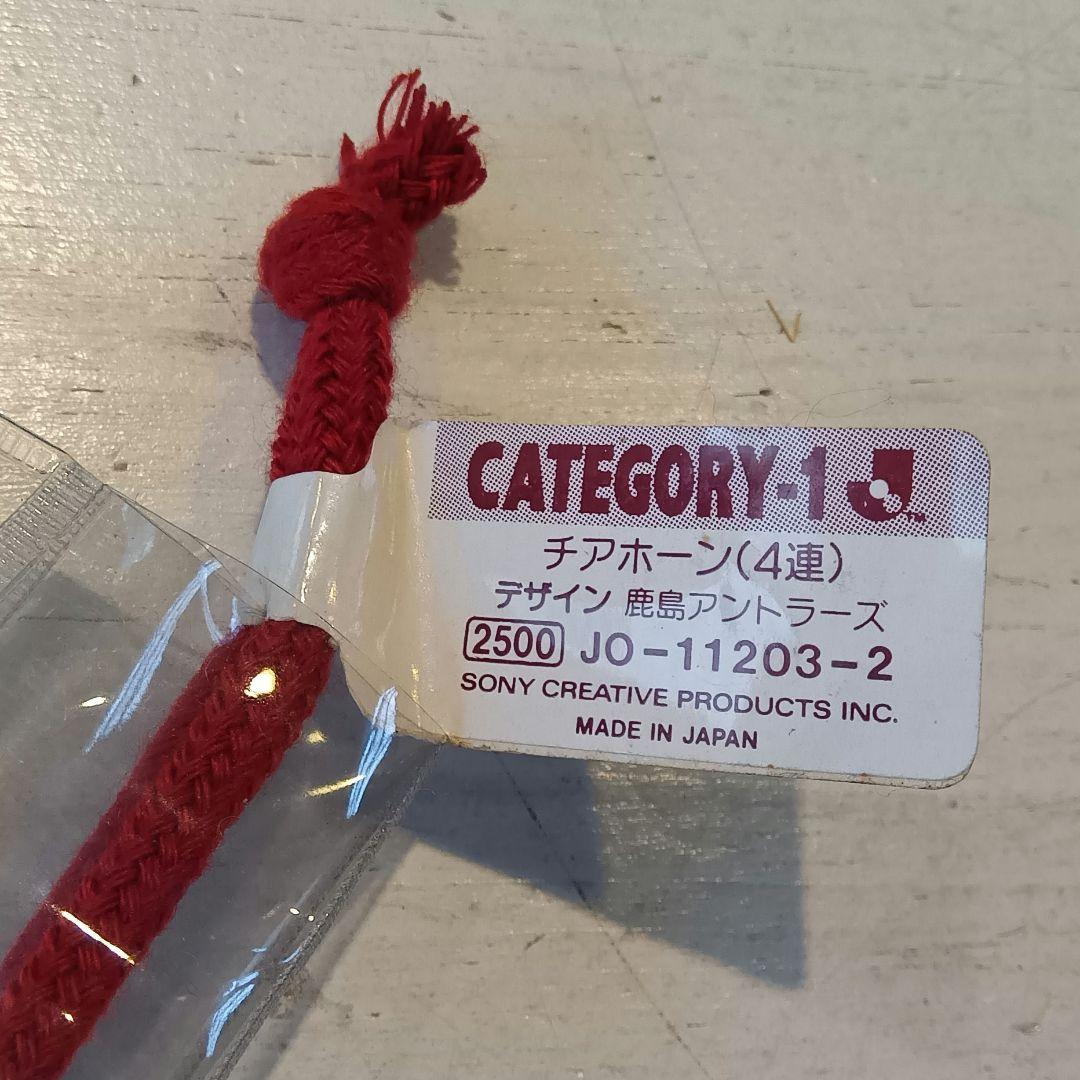 CATEGORY-1 J™
チアホーン(4連)
デザイン 鹿島アントラーズ
2500 JO-11203-2
SONY CREATIVE PRODUCTS INC.
MADE IN JAPAN